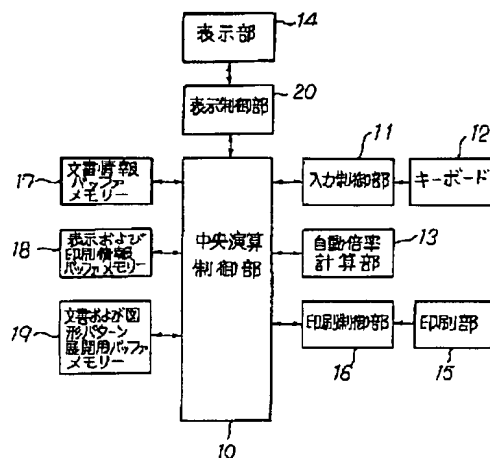 表示部
14
表示制御部
20
文書情報
バッファ
メモリー
17
中央演算
制御部
10
入力制御部
11
キーボード
12
表示および
印刷情報
バッファメモリー
18
自動倍率
計算部
13
文書および図
形パターン
展開用バッファ
メモリー
19
印刷制御部
16
印刷部
15